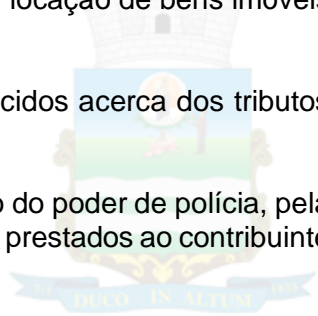 locação de bens imóveis
cidos acerca dos tributos
do poder de polícia, pela
prestados ao contribuinte
DUCO IN ALTUM